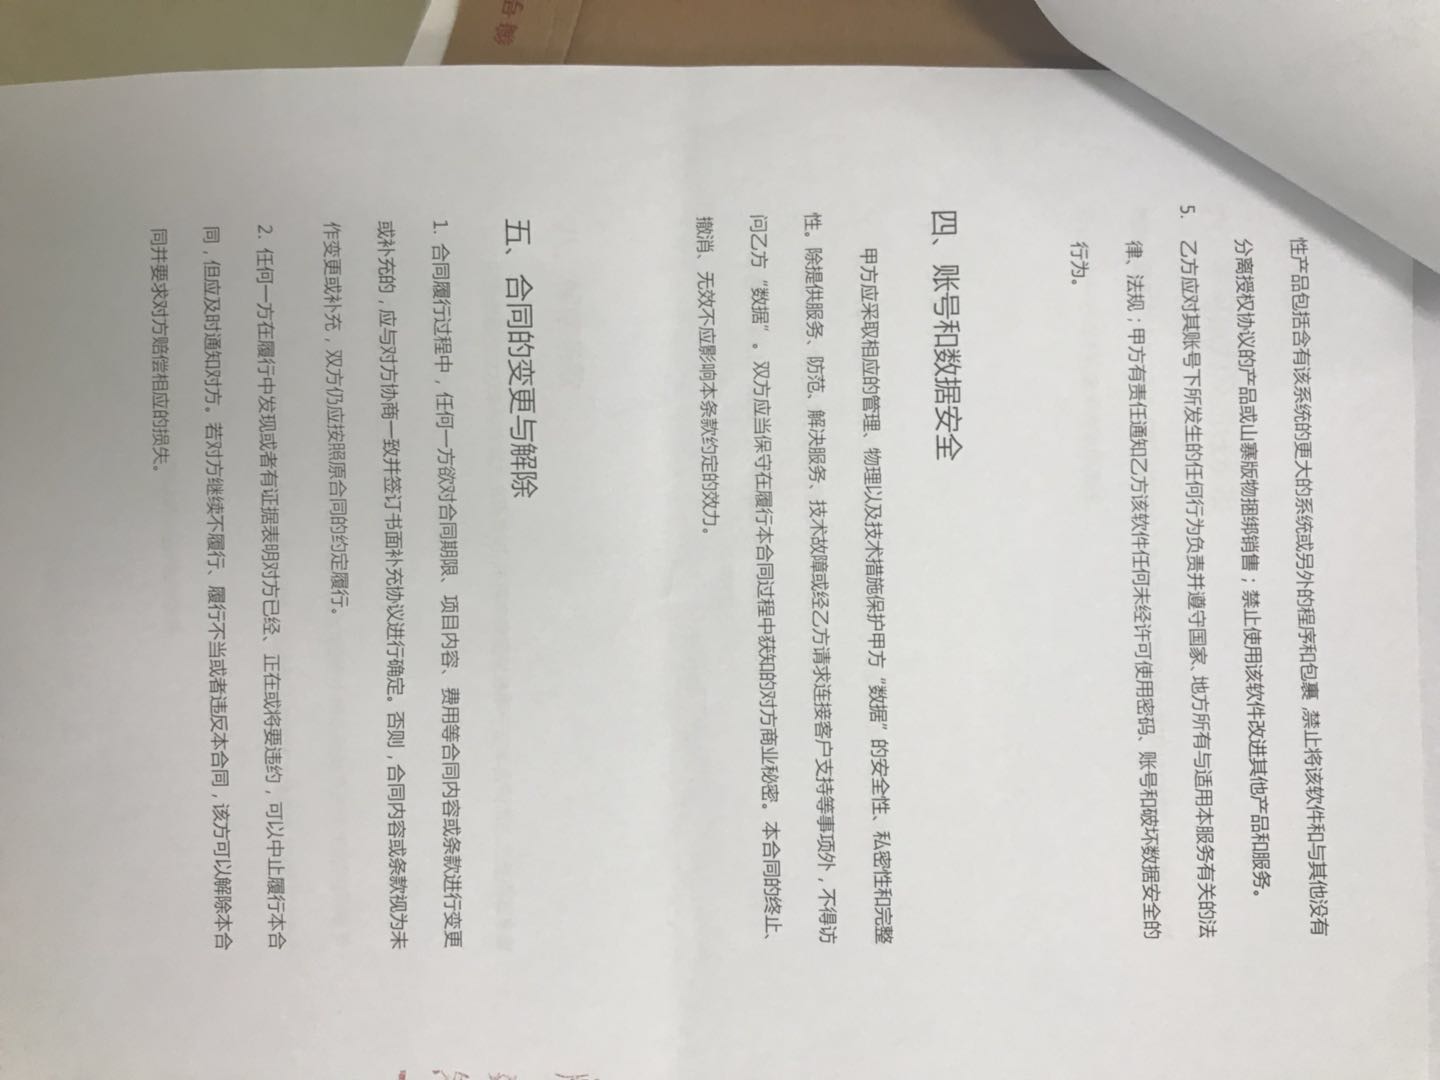 性产品包括含有该系统的更大的系统或另外的程序和包裹，禁止将该软件和与其他没有
分离授权协议的产品或山寨版物捆绑销售；禁止使用该软件改进其他产品和服务。
5. 乙方应对其账号下所发生的任何行为负责并遵守国家、地方所有与适用本服务有关的法
律、法规；甲方有责任通知乙方该软件任何未经许可使用密码、账号和破坏数据安全的
行为。
四、账号和数据安全
甲方应采取相应的管理、物理以及技术措施保护甲方“数据”的安全性、私密性和完整
性。除提供服务、防范、解决服务、技术故障或经乙方请求连接客户支持等事项外，不得访
问乙方“数据”。双方应当保守在履行本合同过程中获知的对方商业秘密。本合同的终止、
撤消、无效不应影响本条款约定的效力。
五、合同的变更与解除
1. 合同履行过程中，任何一方欲对合同期限、项目内容、费用等合同内容或条款进行变更
或补充的，应与对方协商一致并签订书面补充协议进行确定。否则，合同内容或条款视为未
作变更或补充，双方仍应按照原合同的约定履行。
2. 任何一方在履行中发现或者有证据表明对方已经、正在或将要违约，可以中止履行本合
同，但应及时通知对方。若对方继续不履行、履行不当或者违反本合同，该方可以解除本合
同并要求对方赔偿相应的损失。